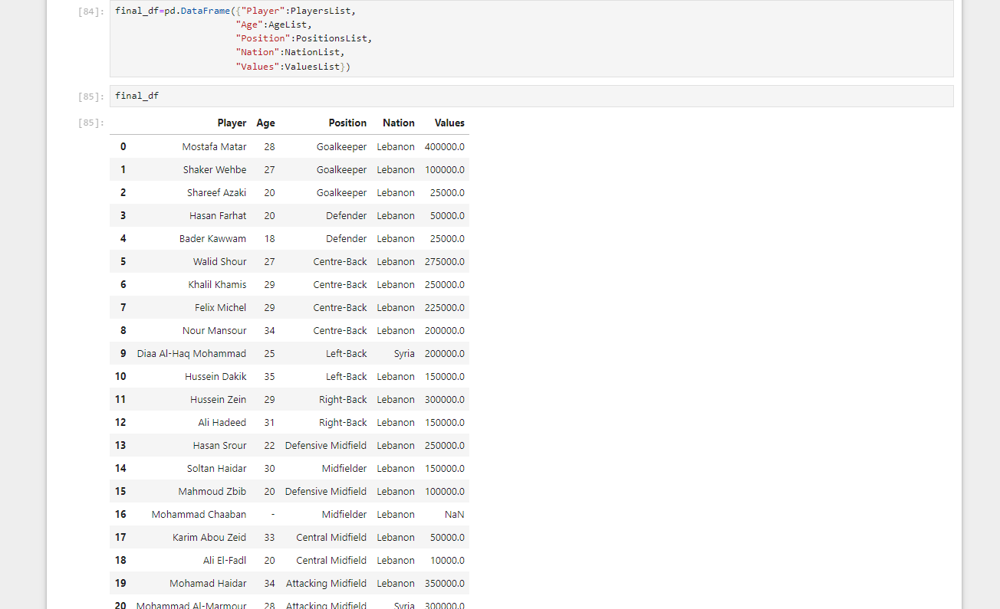 [84]: final_df=pd.DataFrame({"Player":PlayersList,
"Age":AgeList,
"Position":PositionsList,
"Nation":NationList,
"Values":ValuesList})
[85]: final_df
[85]: Player Age Position Nation Values
0 Mostafa Matar 28 Goalkeeper Lebanon 400000.0
1 Shaker Wehbe 27 Goalkeeper Lebanon 100000.0
2 Shareef Azaki 20 Goalkeeper Lebanon 25000.0
3 Hasan Farhat 20 Defender Lebanon 50000.0
4 Bader Kawwam 18 Defender Lebanon 25000.0
5 Walid Shour 27 Centre-Back Lebanon 275000.0
6 Khalil Khamis 29 Centre-Back Lebanon 250000.0
7 Felix Michel 29 Centre-Back Lebanon 225000.0
8 Nour Mansour 34 Centre-Back Lebanon 200000.0
9 Diaa Al-Haq Mohammad 25 Left-Back Syria 200000.0
10 Hussein Dakik 35 Left-Back Lebanon 150000.0
11 Hussein Zein 29 Right-Back Lebanon 300000.0
12 Ali Hadeed 31 Right-Back Lebanon 150000.0
13 Hasan Srour 22 Defensive Midfield Lebanon 250000.0
14 Soltan Haidar 30 Midfielder Lebanon 150000.0
15 Mahmoud Zbib 20 Defensive Midfield Lebanon 100000.0
16 Mohammad Chaaban - Midfielder Lebanon NaN
17 Karim Abou Zeid 33 Central Midfield Lebanon 50000.0
18 Ali El-Fadl 20 Central Midfield Lebanon 10000.0
19 Mohamad Haidar 34 Attacking Midfield Lebanon 350000.0
20 Mohammad Al-Marmour 28 Attacking Midfield Syria 300000.0